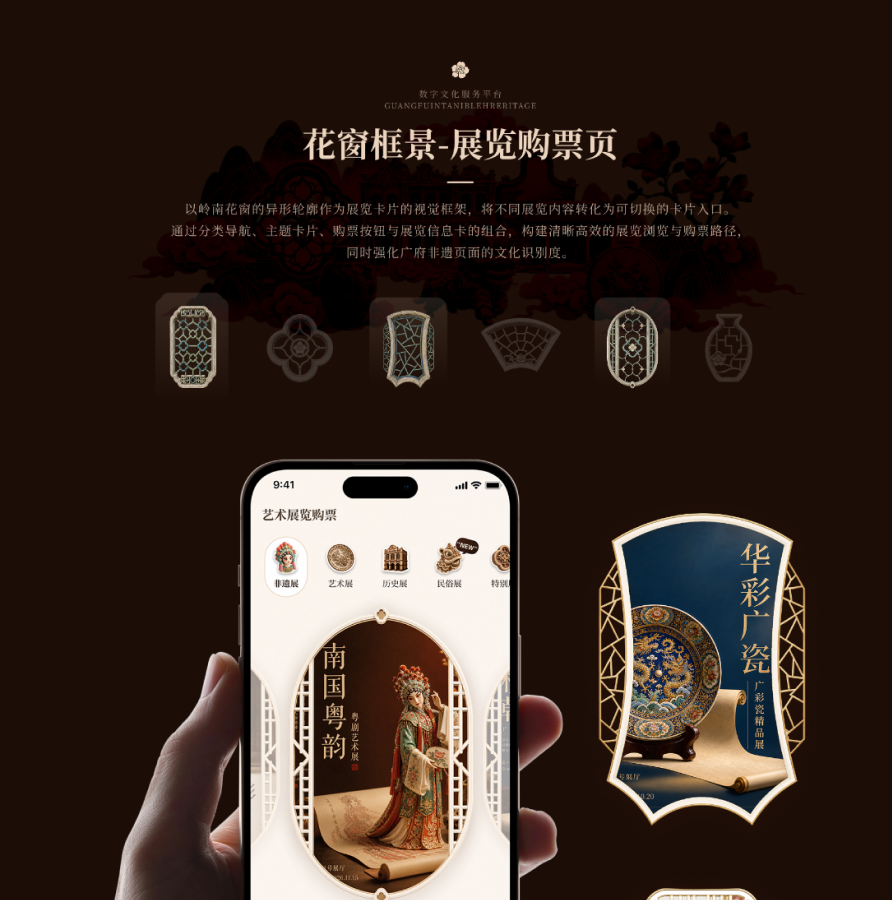 数字文化服务平台
GUANGFUINTANIBLEHRERITAGE
花窗框景-展览购票页
以岭南花窗的异形轮廓作为展览卡片的视觉框架，将不同展览内容转化为可切换的卡片入口。
通过分类导航、主题卡片、购票按钮与展览信息卡的组合，构建清晰高效的展览浏览与购票路径，
同时强化广府非遗页面的文化识别度。
9:41
艺术展览购票
"NEW"
非遗展
艺术展
历史展
民俗展
特别
南国粤韵
粤剧艺术展
华彩广瓷
广彩瓷精品展